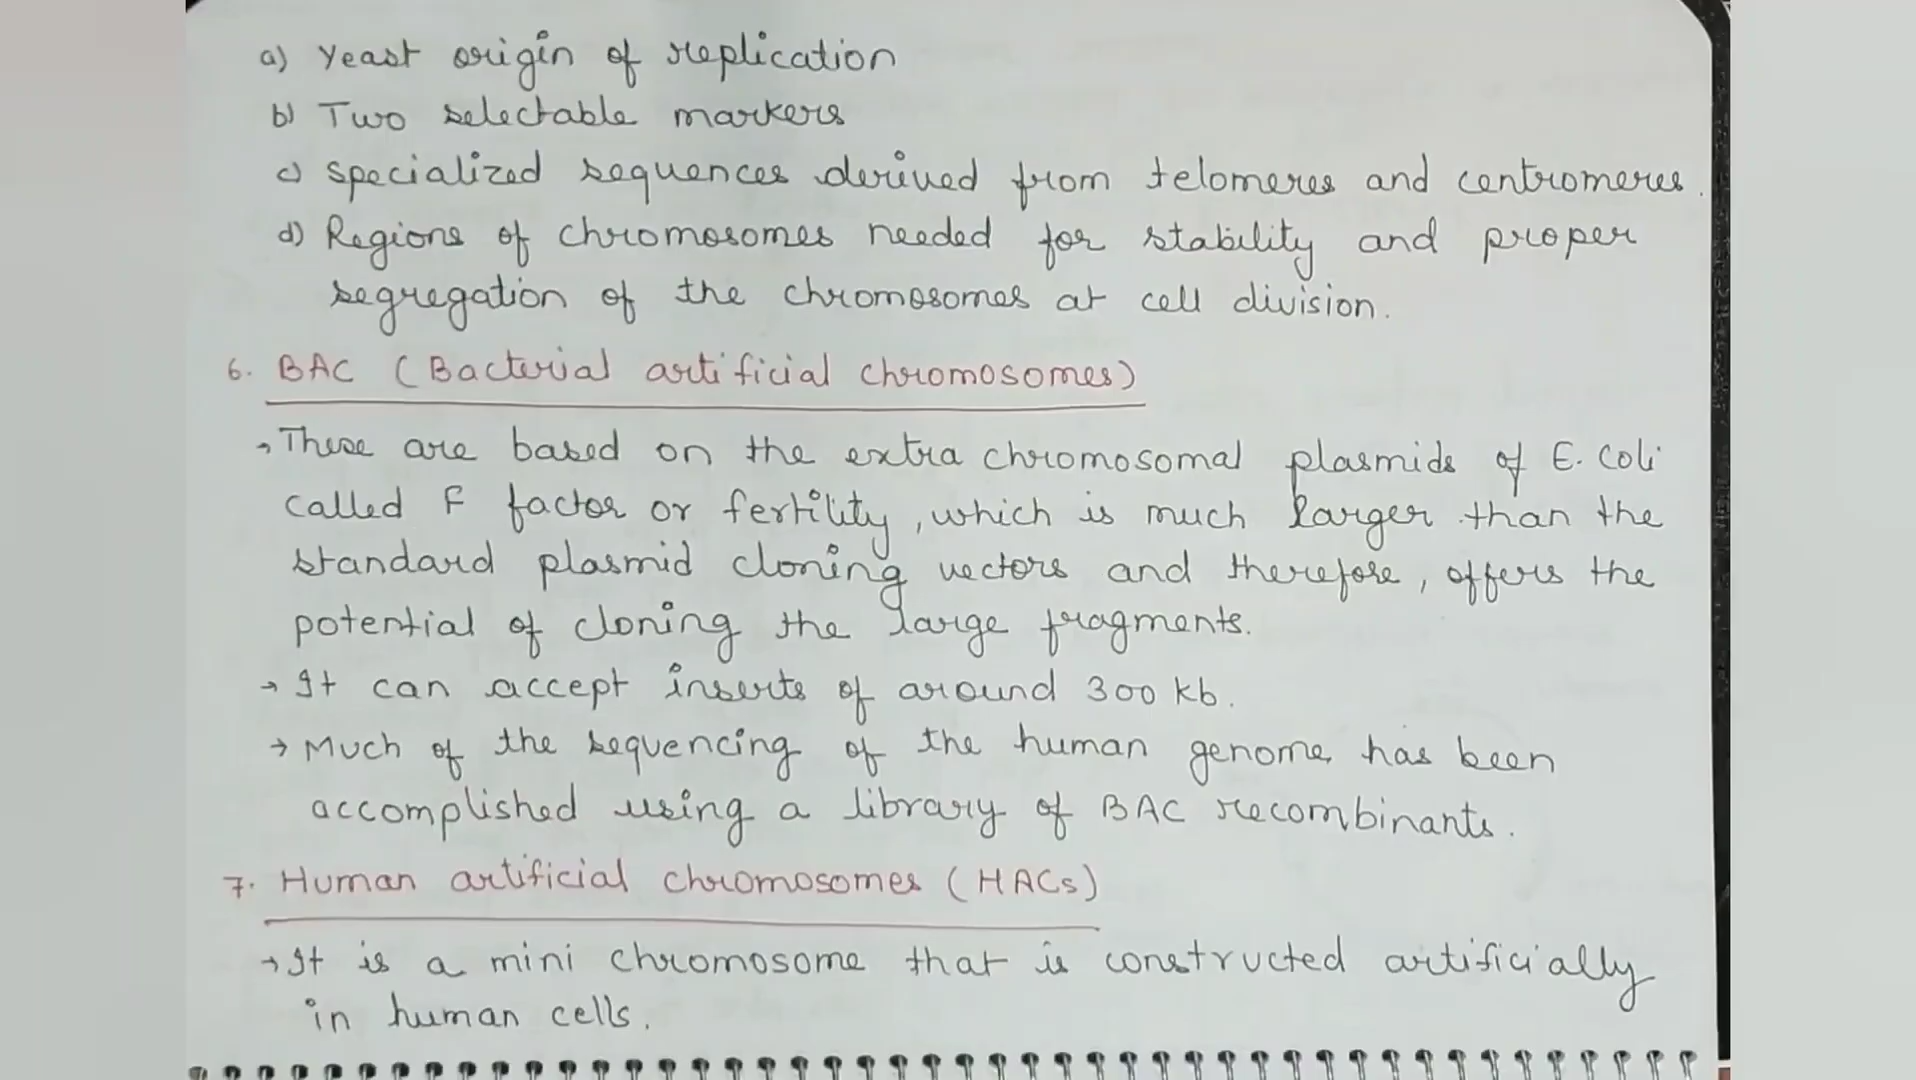 a) Yeast origin of replication
b) Two selectable markers
c) specialized sequences derived from telomeres and centromeres.
d) Regions of chromosomes needed for stability and proper
segregation of the chromosomes at cell division.
6. BAC (Bacterial artificial chromosomes)
→ These are based on the extra chromosomal plasmids of E. Coli
called F factor or fertility, which is much larger than the
standard plasmid cloning vectors and therefore, offers the
potential of cloning the large fragments.
→ It can accept inserts of around 300 kb.
→ Much of the sequencing of the human genome has been
accomplished using a library of BAC recombinants.
7. Human artificial chromosomes (HACs)
→ It is a mini chromosome that is constructed artificially
in human cells.